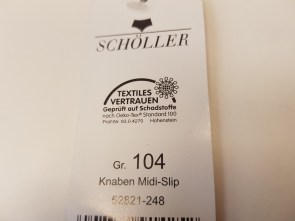 SCHÖLLER
TEXTILES
VERTRAUEN
Geprüft auf Schadstoffe
nach Oeko-Tex® Standard 100
Hohenstein
Gr. 104
Knaben Midi-Slip
52821-248